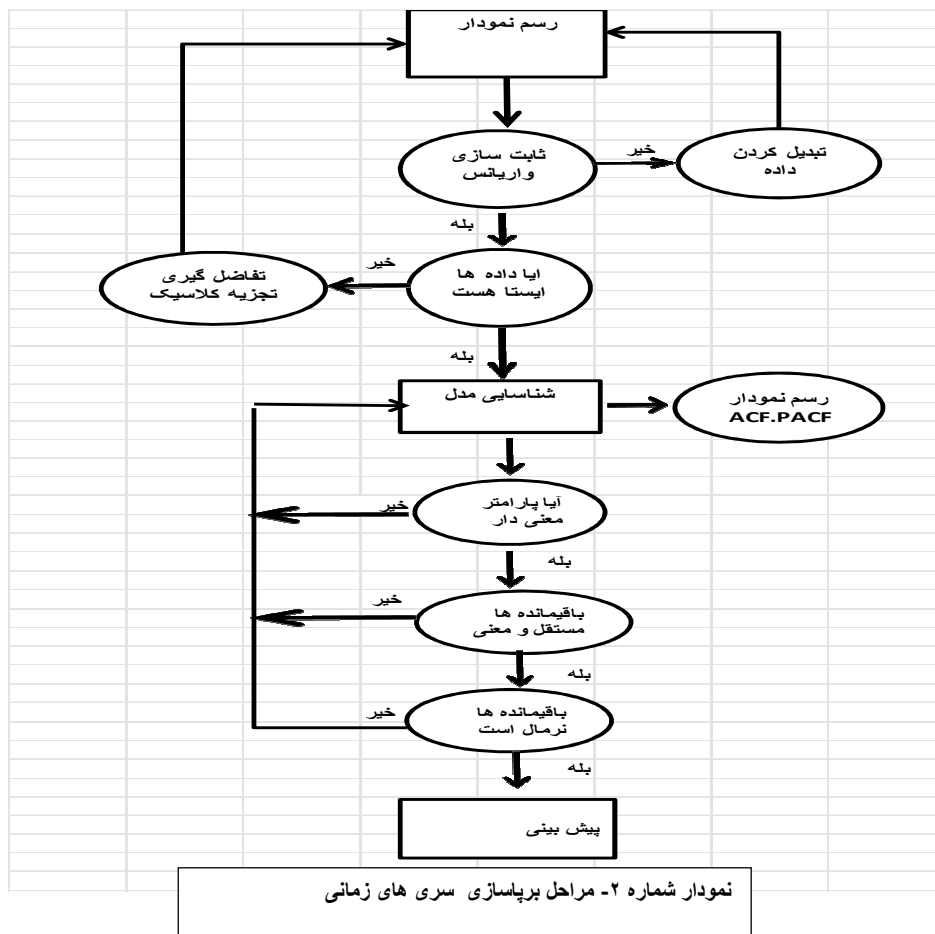 رسم نمودار
ثابت سازی
واریانس
خیر
تبدیل کردن
داده
بله
ایا داده ها
ایستا هست
خیر
تفاضل گیری
تجزیه کلاسیک
بله
شناسایی مدل
رسم نمودار
ACF.PACF
آیا پارامتر
معنی دار
خیر
بله
باقیمانده ها
مستقل و معنی
خیر
بله
باقیمانده ها
نرمال است
خیر
بله
پیش بینی
نمودار شماره ۲- مراحل برپاسازی سری های زمانی